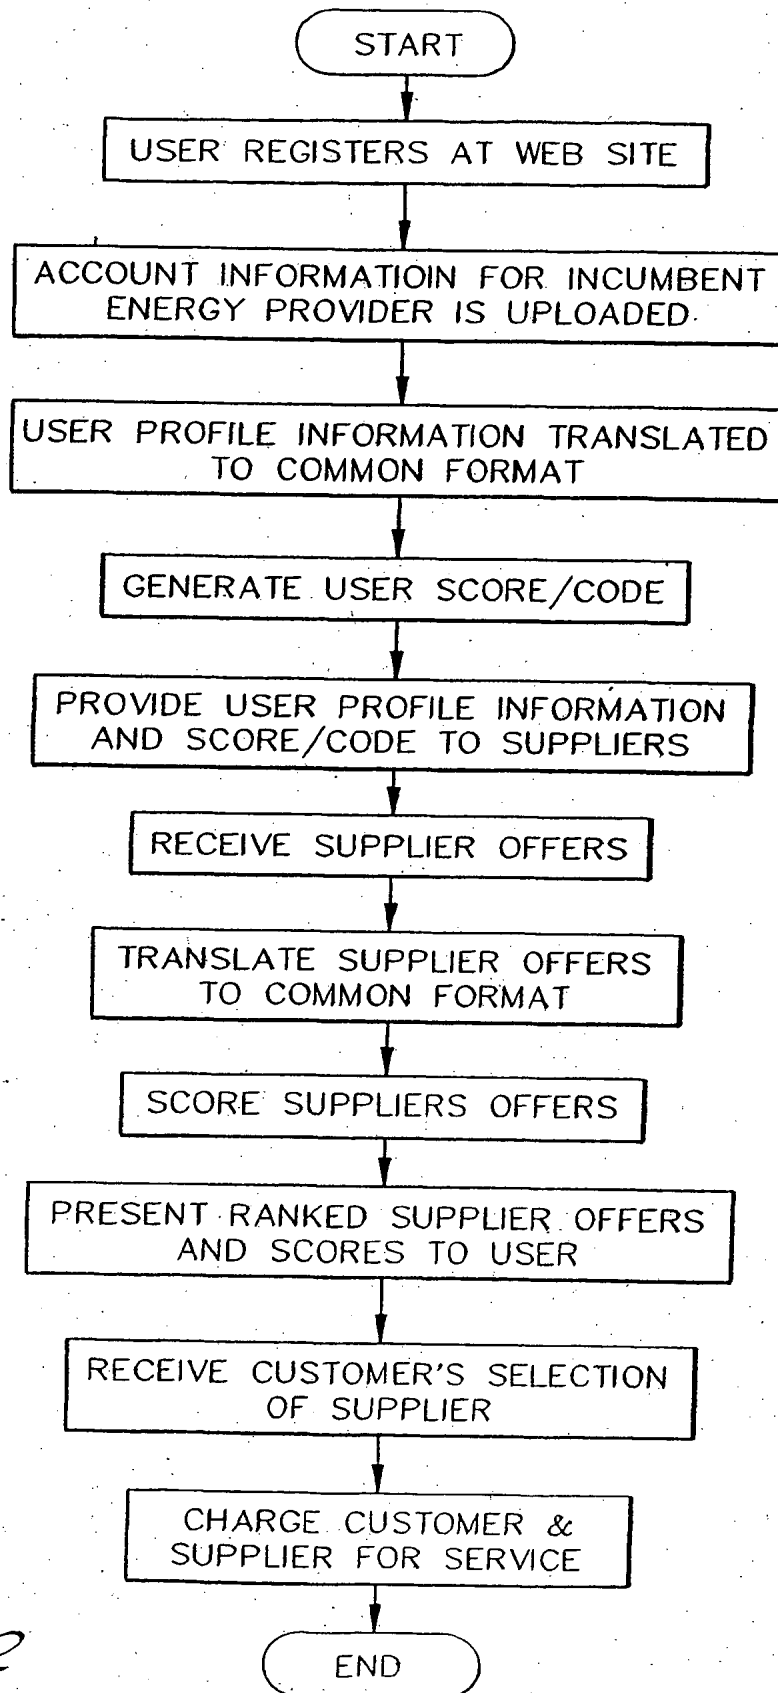 START
USER REGISTERS AT WEB SITE
ACCOUNT INFORMATIOIN FOR INCUMBENT
ENERGY PROVIDER IS UPLOADED
USER PROFILE INFORMATION TRANSLATED
TO COMMON FORMAT
GENERATE USER SCORE/CODE
PROVIDE USER PROFILE INFORMATION
AND SCORE/CODE TO SUPPLIERS
RECEIVE SUPPLIER OFFERS
TRANSLATE SUPPLIER OFFERS
TO COMMON FORMAT
SCORE SUPPLIERS OFFERS
PRESENT RANKED SUPPLIER OFFERS
AND SCORES TO USER
RECEIVE CUSTOMER'S SELECTION
OF SUPPLIER
CHARGE CUSTOMER &
SUPPLIER FOR SERVICE
END